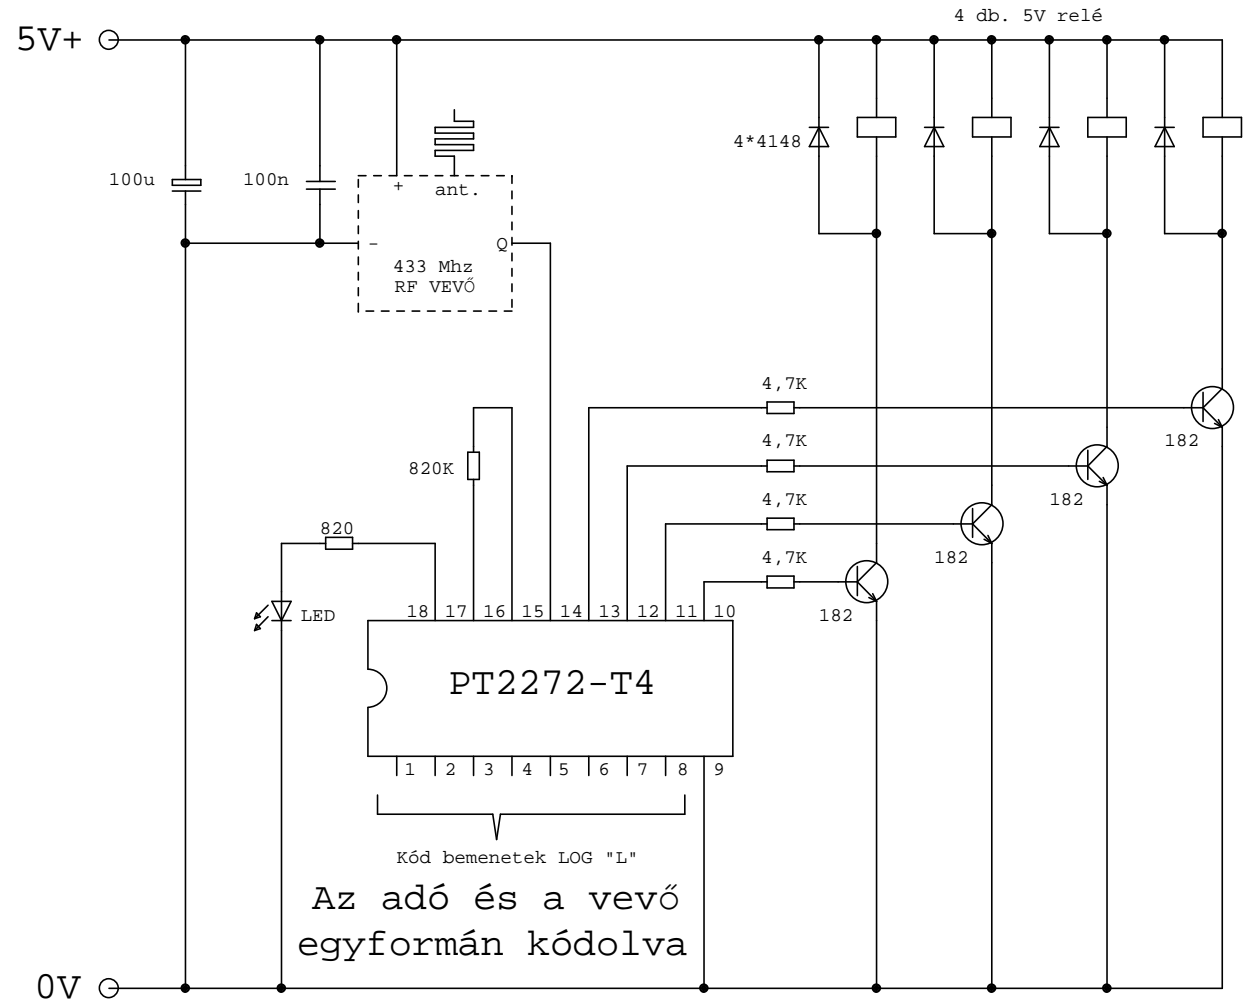 4 db. 5V relé
5V+
4*4148
100u
100n
+
ant.
-
Q
433 Mhz
RF VEVŐ
4,7K
182
820K
4,7K
182
4,7K
820
182
4,7K
LED
182
18 17 16 15 14 13 12 11 10
PT2272-T4
1 2 3 4 5 6 7 8 9
Kód bemenetek LOG "L"
Az adó és a vevő
egyformán kódolva
0V